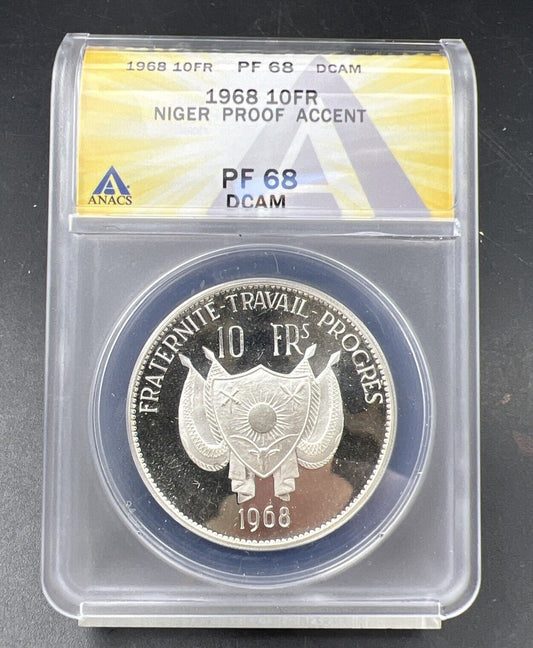 1968 10FR PF 68 DCAM
1968 10FR
NIGER PROOF ACCENT
PF 68
DCAM
ANACS
FRATERNITE-TRAVAIL-PROGRÈS
10 FRS
1968